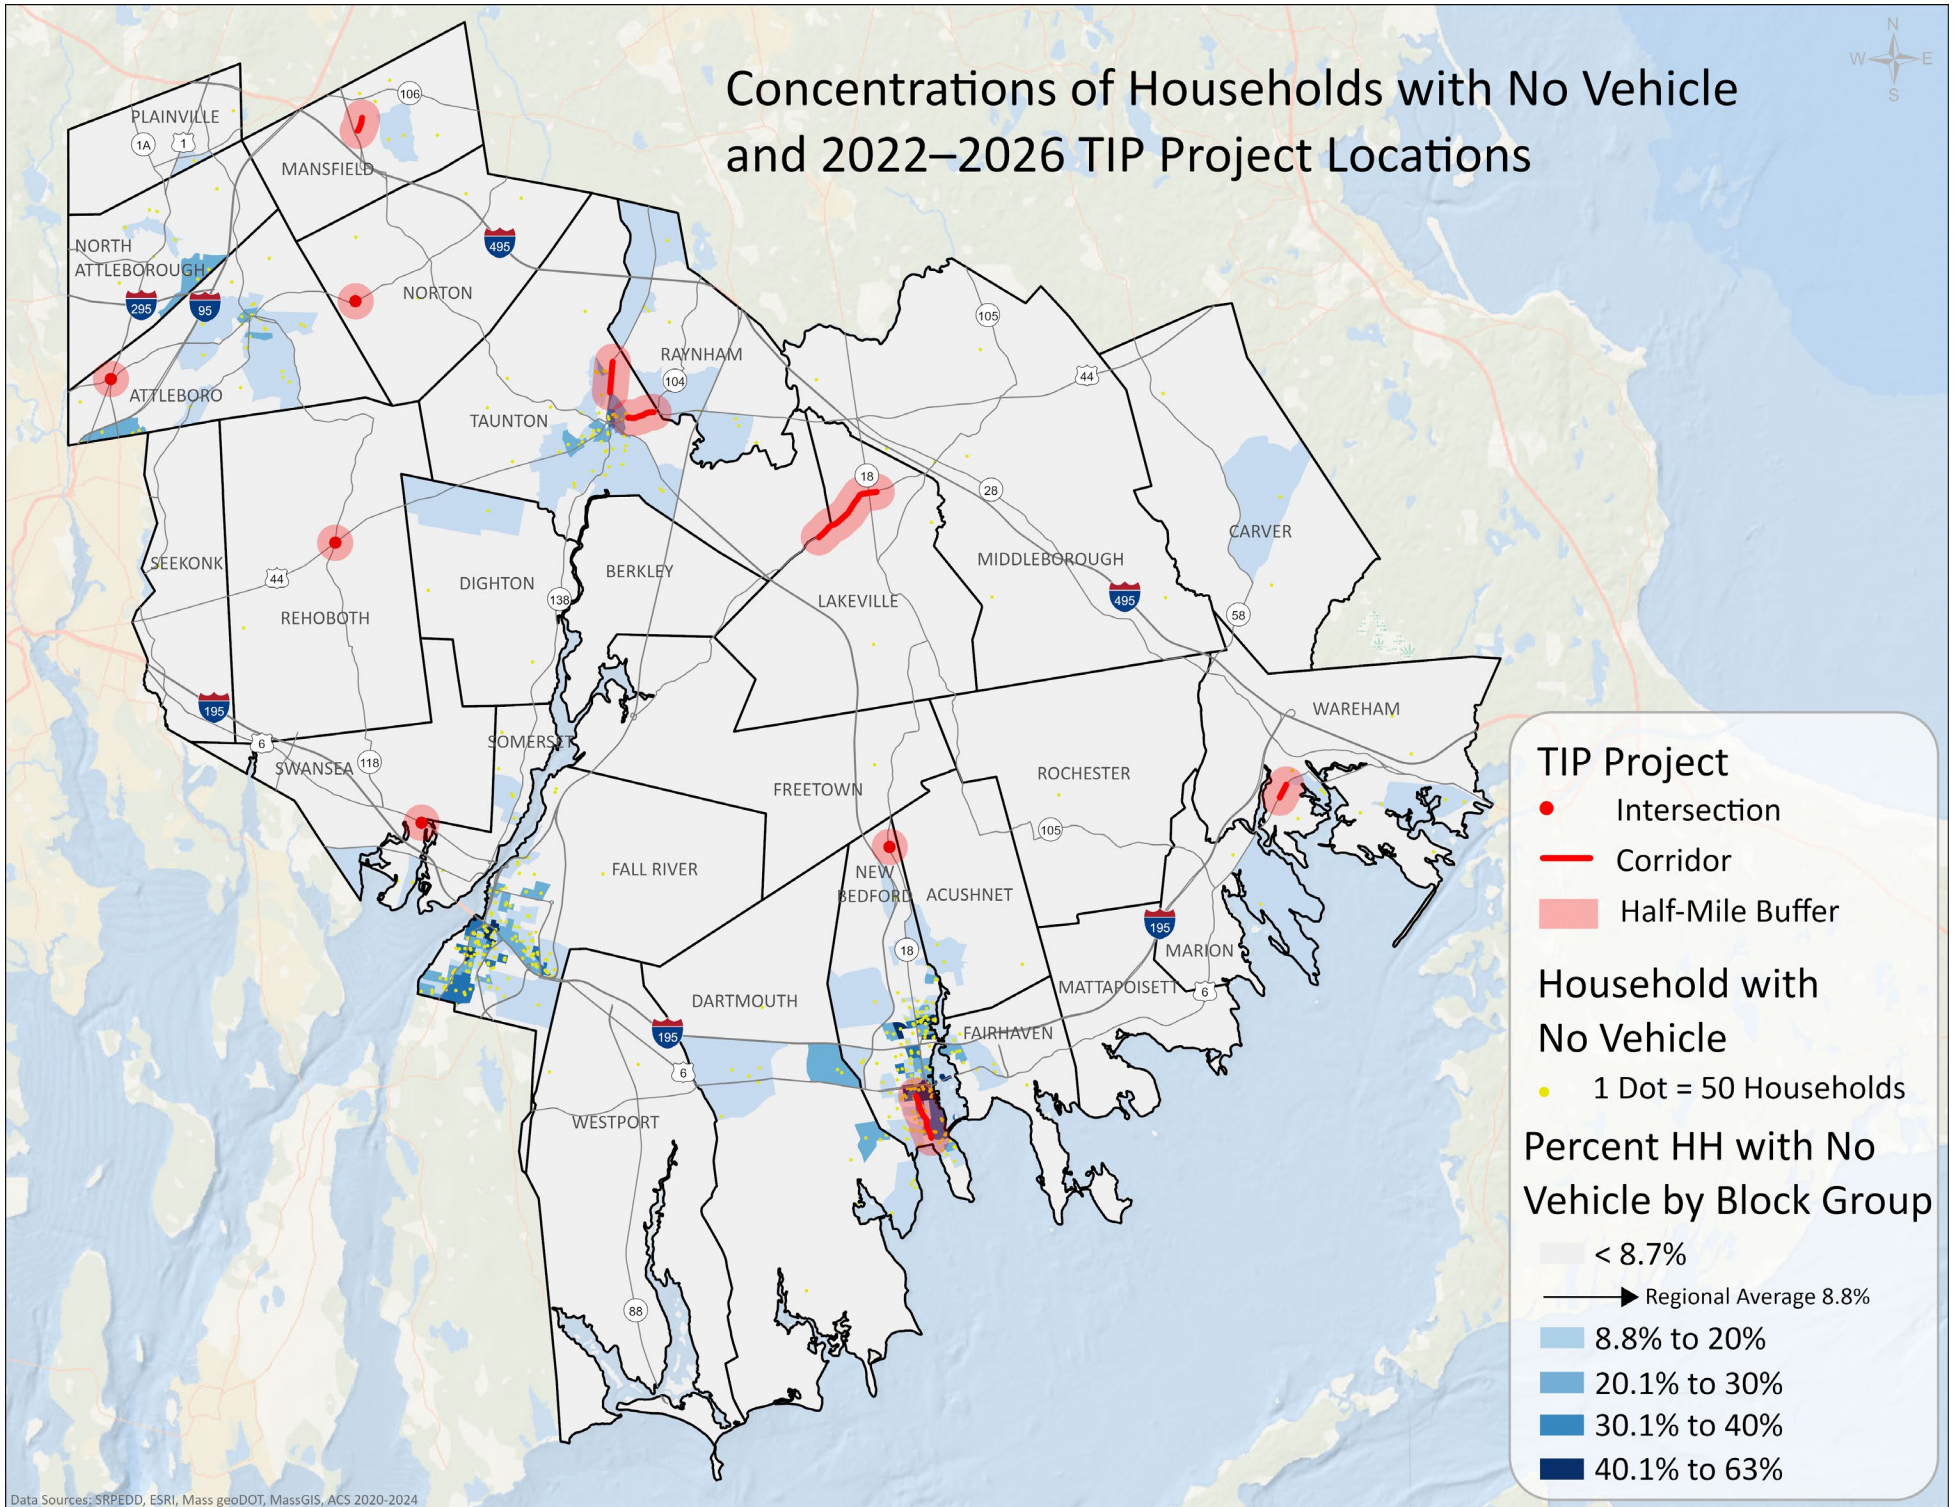 Concentrations of Households with No Vehicle
and 2022–2026 TIP Project Locations
N
W
E
S
PLAINVILLE
1A
1
106
MANSFIELD
NORTH
ATTLEBOROUGH
295
95
NORTON
495
ATTLEBORO
RAYNHAM
104
TAUNTON
105
44
18
28
CARVER
SEEKONK
44
REHOBOTH
DIGHTON
138
BERKLEY
LAKEVILLE
MIDDLEBOROUGH
495
58
195
6
SWANSEA
118
SOMERSET
FREETOWN
ROCHESTER
105
WAREHAM
FALL RIVER
NEW
BEDFORD
ACUSHNET
18
195
MARION
MATTAPOISETT
6
DARTMOUTH
FAIRHAVEN
195
6
WESTPORT
88
TIP Project
Intersection
Corridor
Half-Mile Buffer
Household with
No Vehicle
1 Dot = 50 Households
Percent HH with No
Vehicle by Block Group
< 8.7%
Regional Average 8.8%
8.8% to 20%
20.1% to 30%
30.1% to 40%
40.1% to 63%
Data Sources: SRPEDD, ESRI, Mass geoDOT, MassGIS, ACS 2020-2024